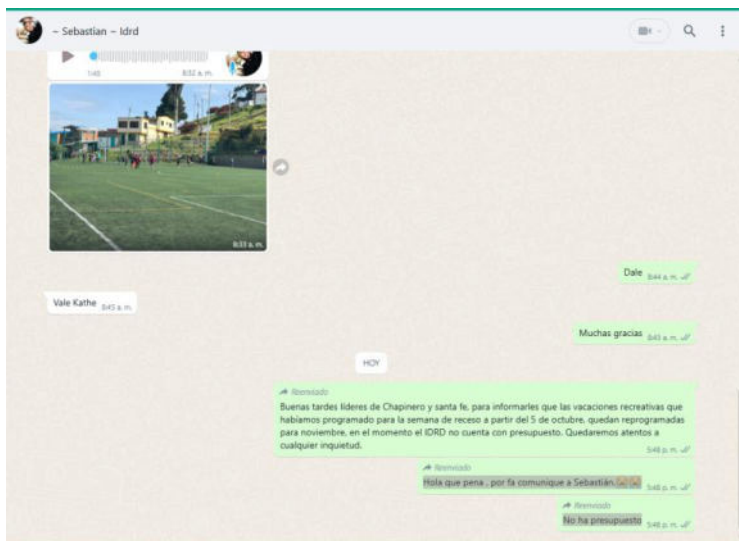 ~ Sebastian ~ Idrd
1:40 8:32 a. m.
8:33 a. m.
Dale 8:44 a. m.
Vale Kathe 8:45 a. m.
Muchas gracias 8:45 a. m.
HOY
Reenviado
Buenas tardes líderes de Chapinero y santa fe, para informarles que las vacaciones recreativas que
habíamos programado para la semana de receso a partir del 5 de octubre, quedan reprogramadas
para noviembre, en el momento el IDRD no cuenta con presupuesto. Quedaremos atentos a
cualquier inquietud.
5:48 p. m.
Reenviado
Hola que pena , por fa comunique a Sebastián. 5:48 p. m.
Reenviado
No ha presupuesto 5:48 p. m.